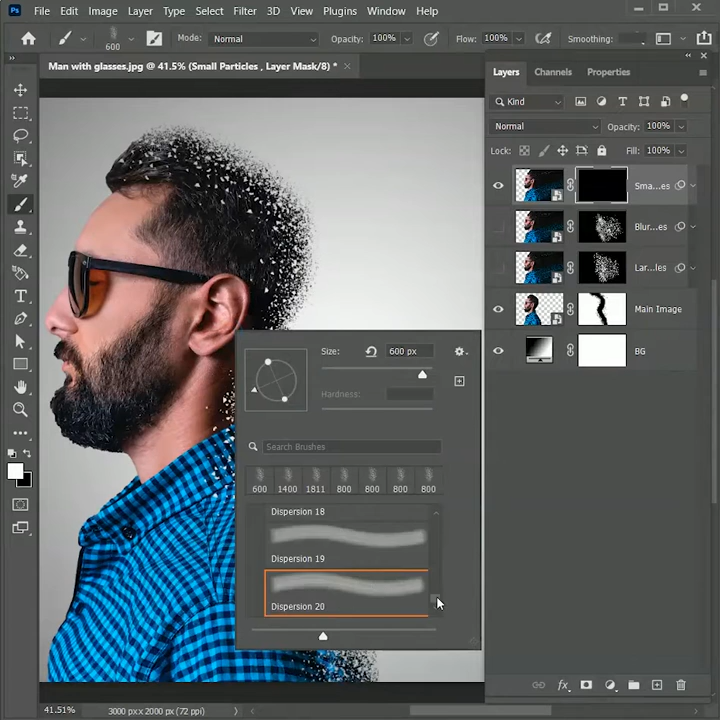 Ps File Edit Image Layer Type Select Filter 3D View Plugins Window Help
600 Mode: Normal Opacity: 100% Flow: 100% Smoothing:
Man with glasses.jpg @ 41.5% (Small Particles , Layer Mask/8) *
Layers Channels Properties
Kind
Normal Opacity: 100%
Lock: Fill: 100%
Sma...es
Blur...es
Lar...les
Main Image
BG
Size: 600 px
Hardness:
Search Brushes
600 1400 1811 800 800 800 800
Dispersion 18
Dispersion 19
Dispersion 20
41.51% 3000 px x 2000 px (72 ppi)